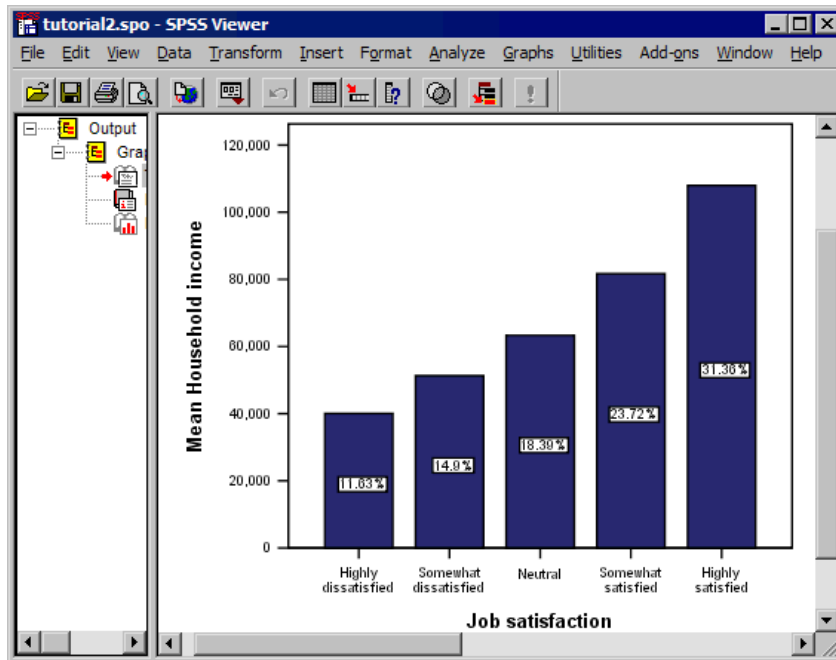 tutorial2.spo - SPSS Viewer
File Edit View Data Transform Insert Format Analyze Graphs Utilities Add-ons Window Help
Output
120,000
100,000
80,000
60,000
40,000
20,000
0
Mean Household income
11.63%
14.9%
18.39%
23.72%
31.36%
Highly dissatisfied
Somewhat dissatisfied
Neutral
Somewhat satisfied
Highly satisfied
Job satisfaction